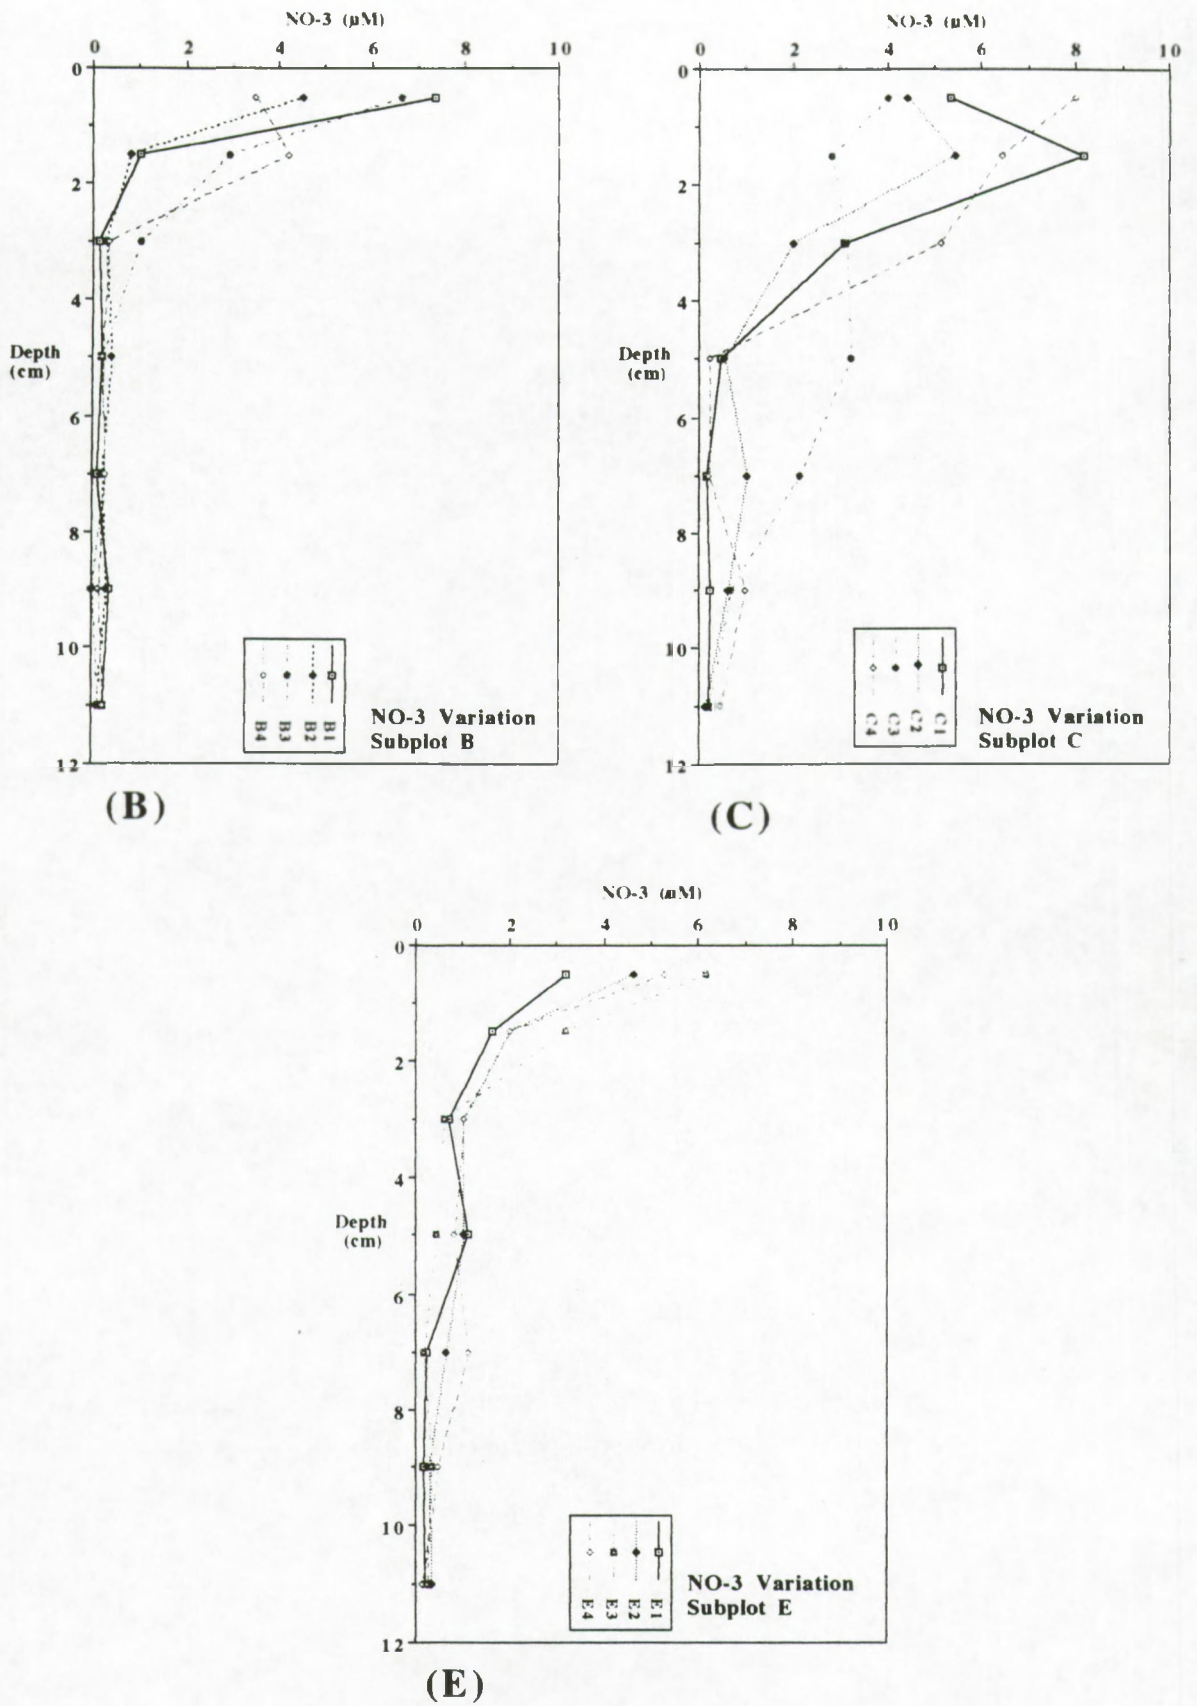 NO-3 (µM)
0 2 4 6 8 10
0
2
4
6
8
10
12
Depth
(cm)
B4
B3
B2
B1
NO-3 Variation
Subplot B
(B)
NO-3 (µM)
0 2 4 6 8 10
0
2
4
6
8
10
12
Depth
(cm)
C4
C3
C2
C1
NO-3 Variation
Subplot C
(C)
NO-3 (µM)
0 2 4 6 8 10
0
2
4
6
8
10
12
Depth
(cm)
E4
E3
E2
E1
NO-3 Variation
Subplot E
(E)